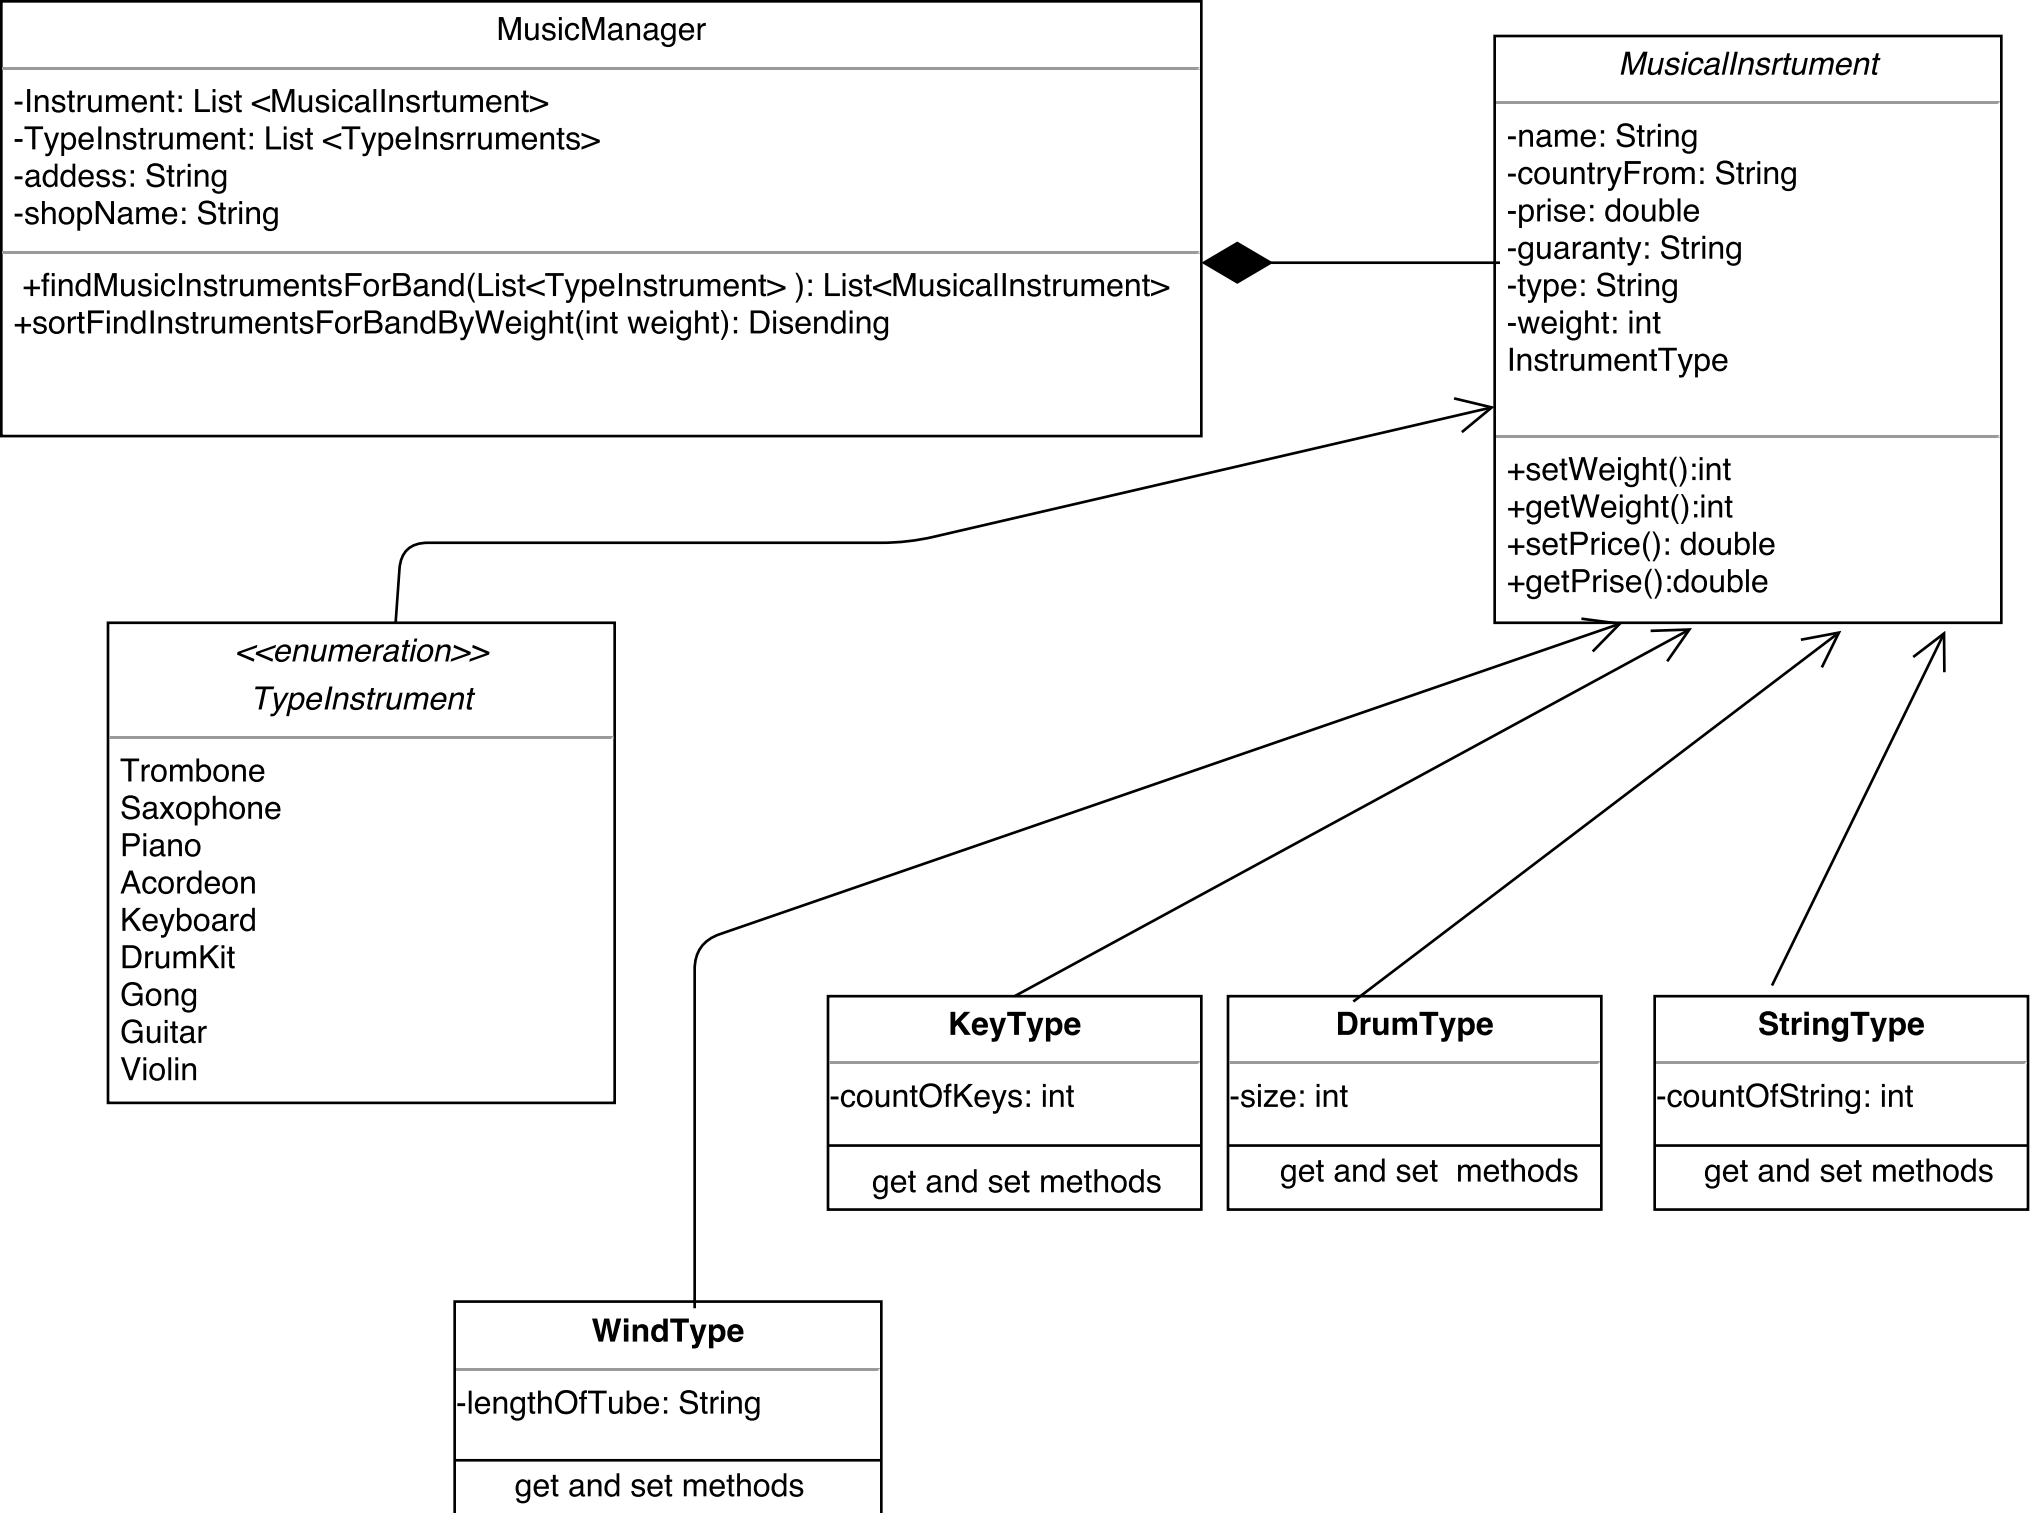 MusicManager
-Instrument: List <MusicalInsrtument>
-TypeInstrument: List <TypeInsrruments>
-addess: String
-shopName: String
+findMusicInstrumentsForBand(List<TypeInstrument> ): List<MusicalInstrument>
+sortFindInstrumentsForBandByWeight(int weight): Disending
MusicalInsrtument
-name: String
-countryFrom: String
-prise: double
-guaranty: String
-type: String
-weight: int
InstrumentType
+setWeight():int
+getWeight():int
+setPrice(): double
+getPrise():double
<<enumeration>>
TypeInstrument
Trombone
Saxophone
Piano
Acordeon
Keyboard
DrumKit
Gong
Guitar
Violin
KeyType
-countOfKeys: int
get and set methods
DrumType
-size: int
get and set  methods
StringType
-countOfString: int
get and set methods
WindType
-lengthOfTube: String
get and set methods